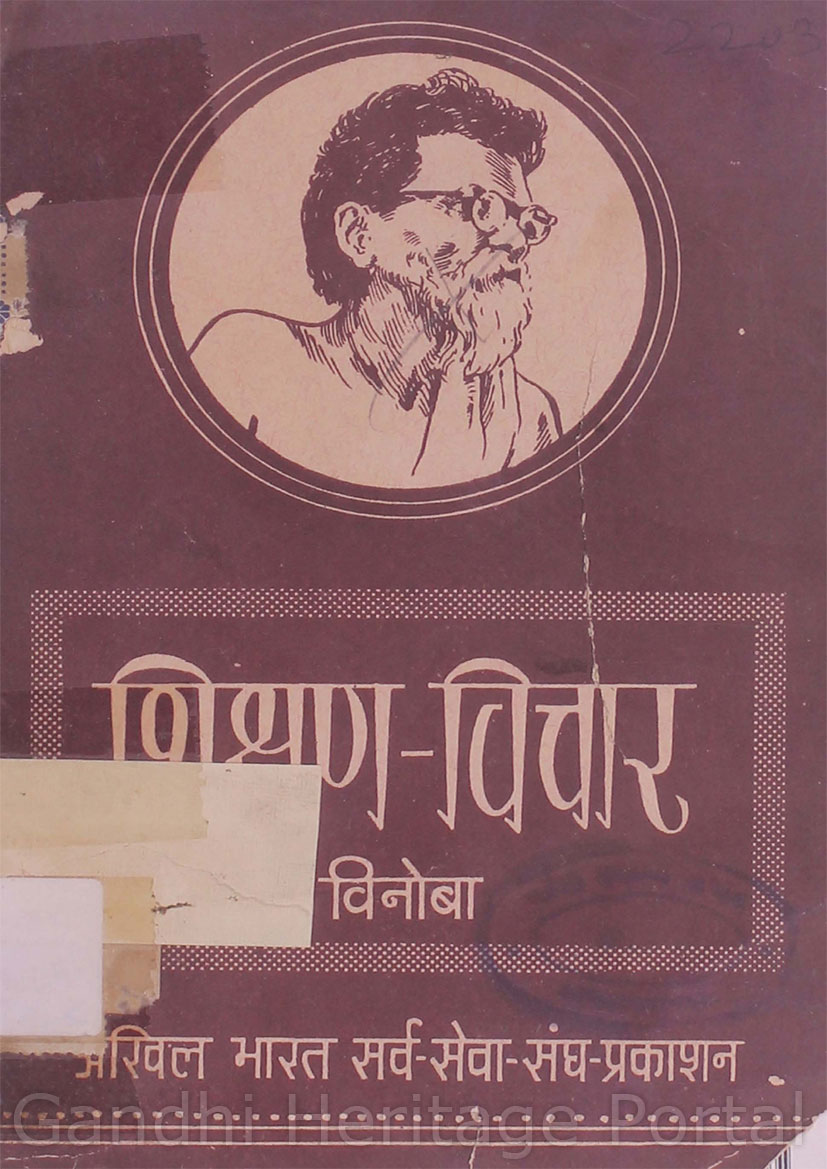 2203
शिक्षण-विचार
विनोबा
अखिल भारत सर्व-सेवा-संघ-प्रकाशन
Gandhi Heritage Portal